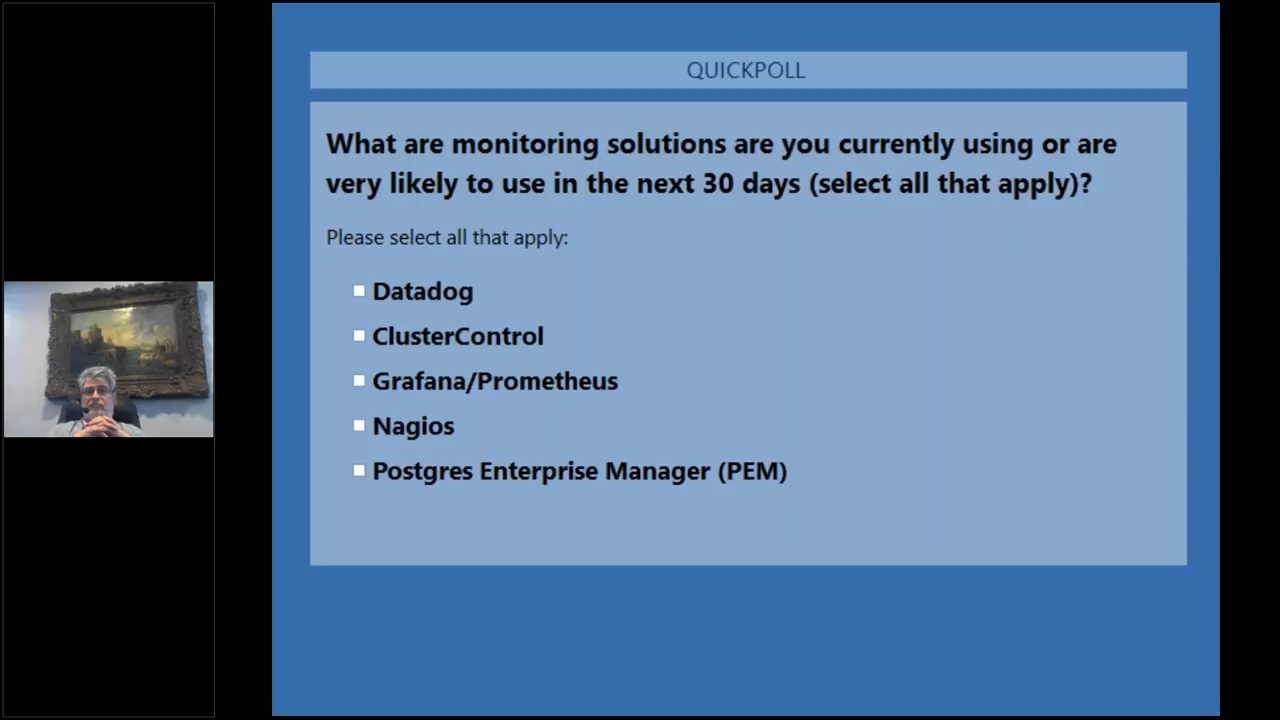 QUICKPOLL
What are monitoring solutions are you currently using or are
very likely to use in the next 30 days (select all that apply)?
Please select all that apply:
Datadog
ClusterControl
Grafana/Prometheus
Nagios
Postgres Enterprise Manager (PEM)